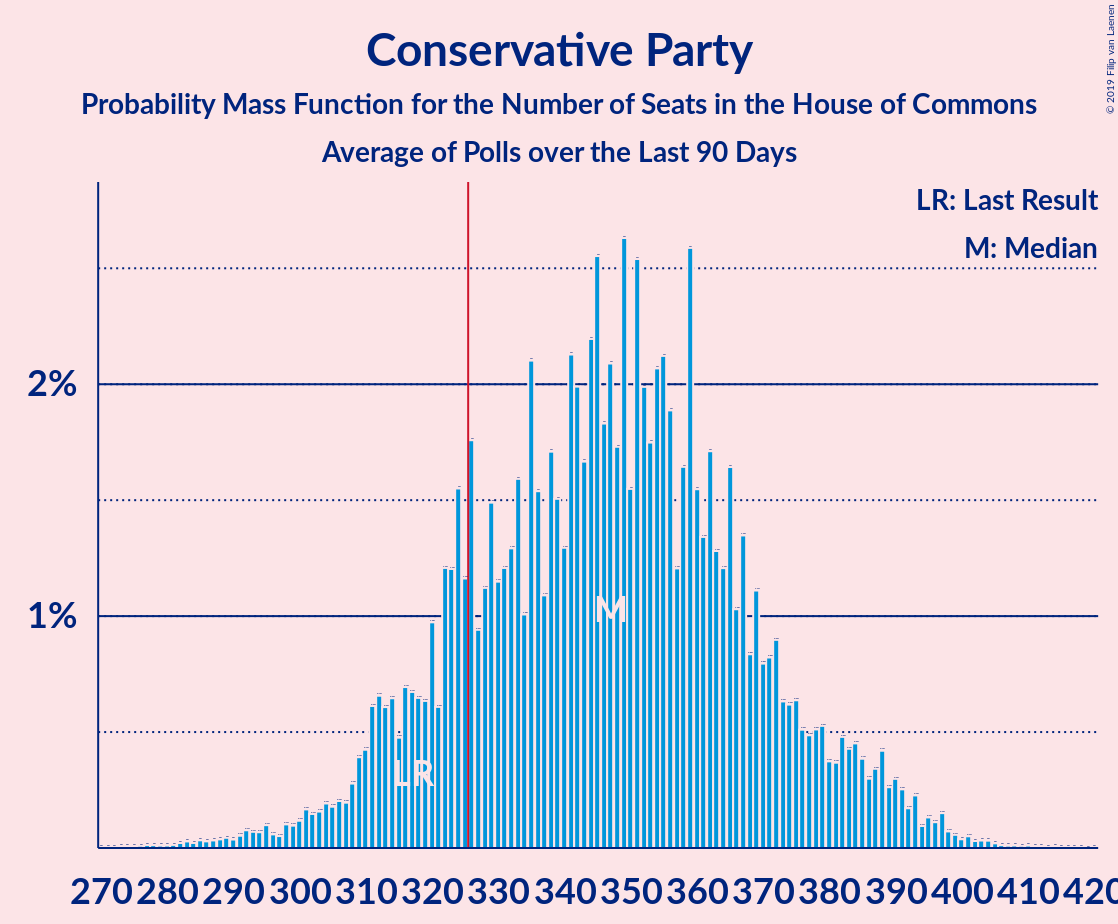 Conservative Party
Probability Mass Function for the Number of Seats in the House of Commons
Average of Polls over the Last 90 Days
© 2019 Filip van Laenen
LR: Last Result
M: Median
2%
1%
M
LR
270 280 290 300 310 320 330 340 350 360 370 380 390 400 410 420